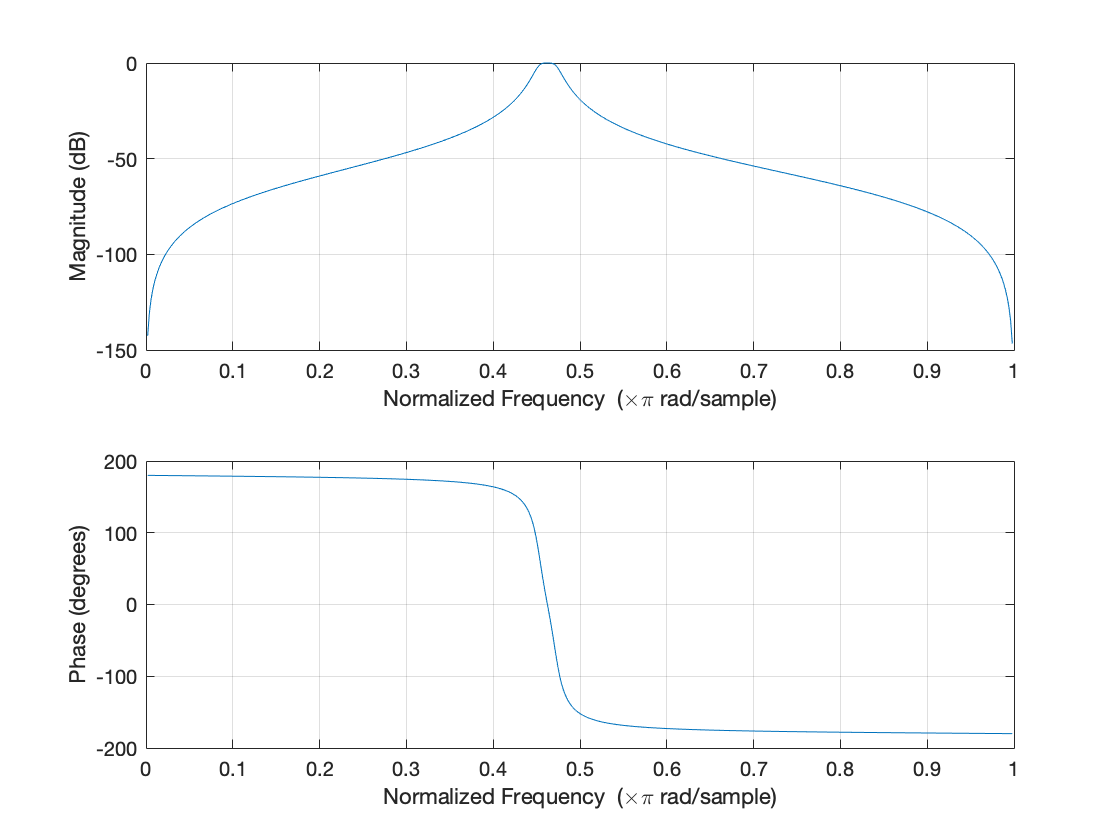 0
-50
-100
-150
Magnitude (dB)
0 0.1 0.2 0.3 0.4 0.5 0.6 0.7 0.8 0.9 1
Normalized Frequency (×π rad/sample)
200
100
0
-100
-200
Phase (degrees)
0 0.1 0.2 0.3 0.4 0.5 0.6 0.7 0.8 0.9 1
Normalized Frequency (×π rad/sample)